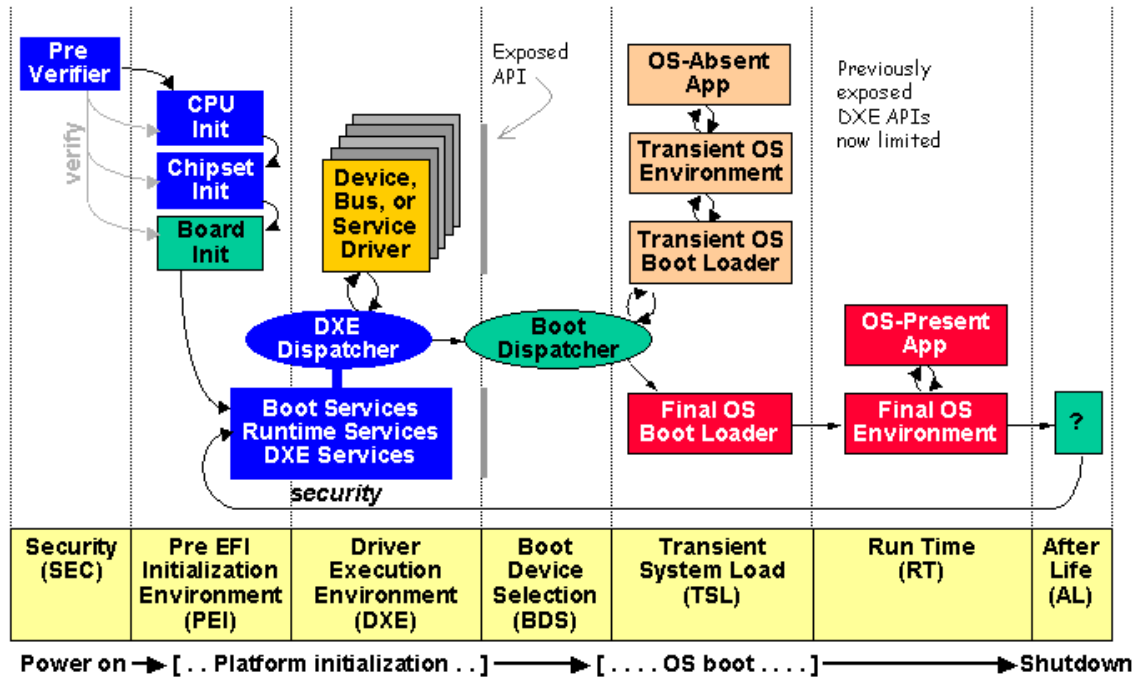 Pre
Verifier
verify
CPU
Init
Chipset
Init
Board
Init
Device,
Bus, or
Service
Driver
Exposed
API
OS-Absent
App
Transient OS
Environment
Transient OS
Boot Loader
Previously
exposed
DXE APIs
now limited
DXE
Dispatcher
Boot
Dispatcher
OS-Present
App
Boot Services
Runtime Services
DXE Services
Final OS
Boot Loader
Final OS
Environment
?
security
Security
(SEC)
Pre EFI
Initialization
Environment
(PEI)
Driver
Execution
Environment
(DXE)
Boot
Device
Selection
(BDS)
Transient
System Load
(TSL)
Run Time
(RT)
After
Life
(AL)
Power on [ . . Platform initialization . . ] [ . . . . OS boot . . . . ] Shutdown